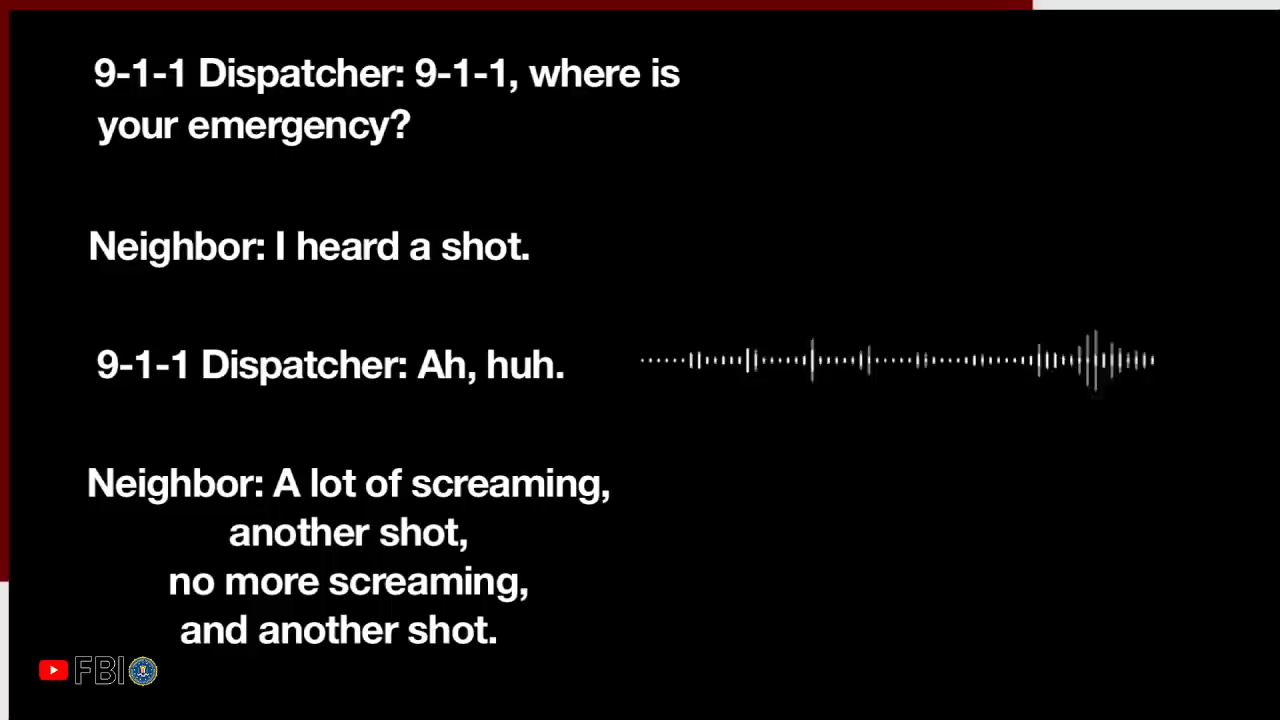 9-1-1 Dispatcher: 9-1-1, where is
your emergency?
Neighbor: I heard a shot.
9-1-1 Dispatcher: Ah, huh.
Neighbor: A lot of screaming,
another shot,
no more screaming,
and another shot.
FBI